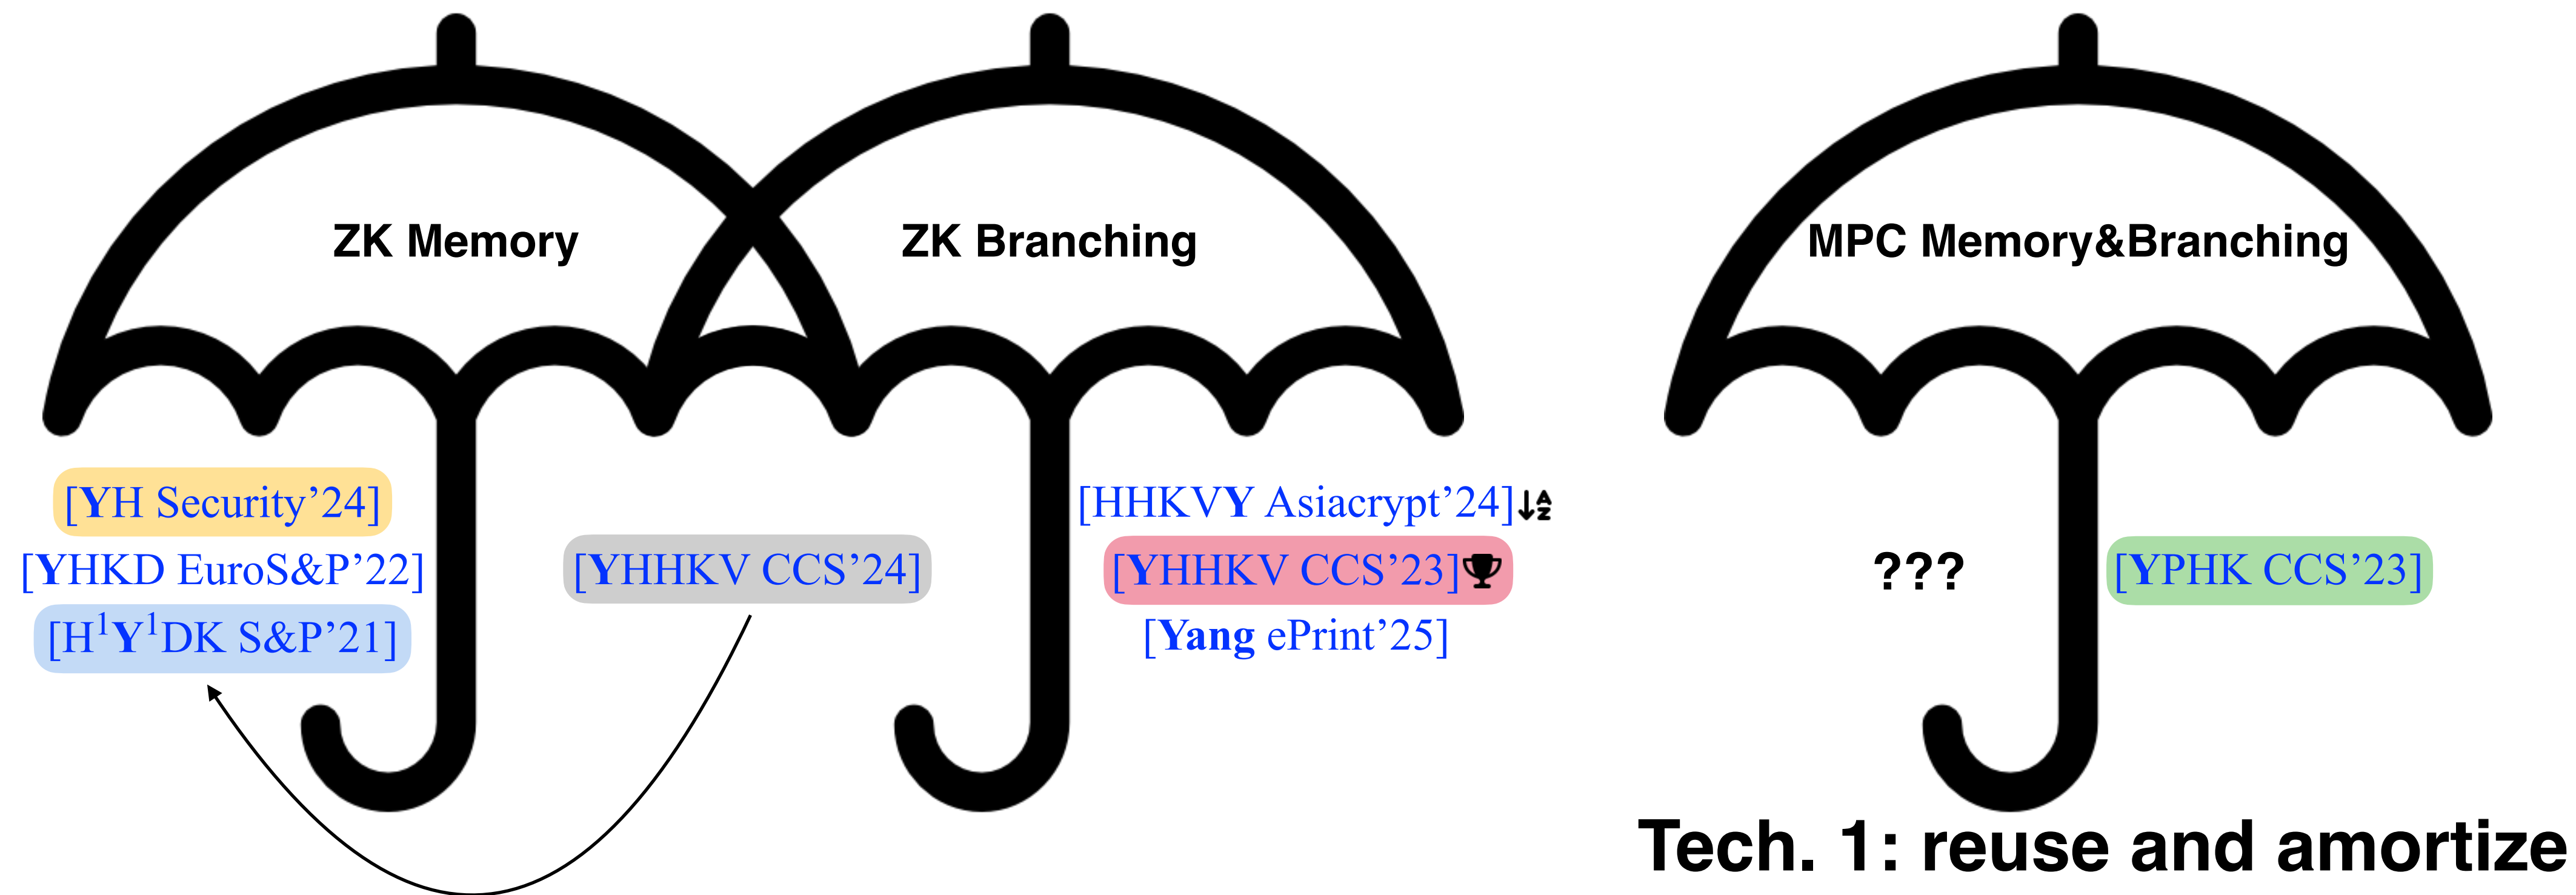 ZK Memory
ZK Branching
MPC Memory&Branching
[YH Security’24]
[YHKD EuroS&P’22]
[H¹Y¹DK S&P’21]
[YHHKV CCS’24]
[HHKVY Asiacrypt’24]
A
Z
[YHHKV CCS’23]
[Yang ePrint’25]
???
[YPHK CCS’23]
Tech. 1: reuse and amortize